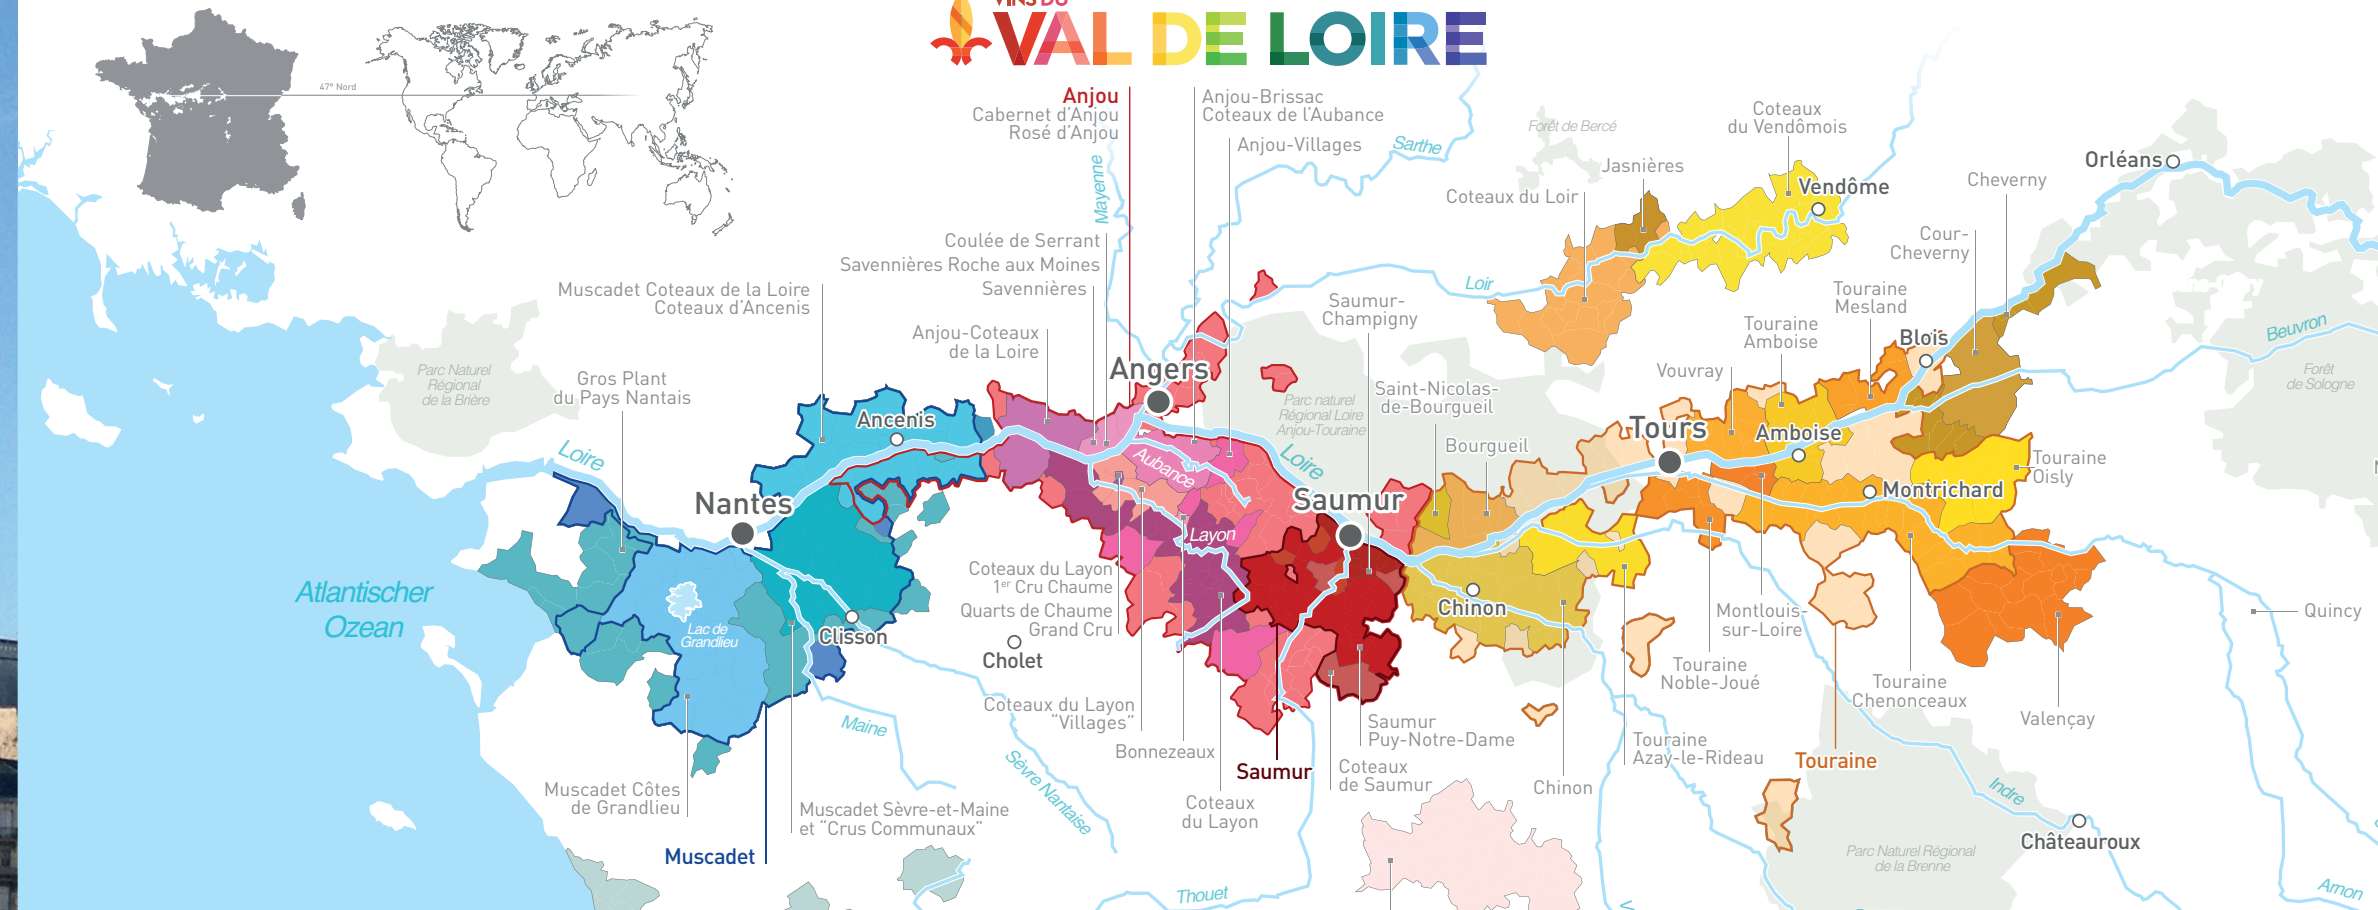 VINS DU
VAL DE LOIRE
47° Nord
Anjou
Cabernet d'Anjou
Rosé d'Anjou
Anjou-Brissac
Coteaux de l'Aubance
Anjou-Villages
Mayenne
Sarthe
Forêt de Bercé
Coteaux
du Vendômois
Jasnières
Coteaux du Loir
Vendôme
Orléans
Cheverny
Cour-
Cheverny
Coulée de Serrant
Savennières Roche aux Moines
Savennières
Muscadet Coteaux de la Loire
Coteaux d'Ancenis
Anjou-Coteaux
de la Loire
Loir
Saumur-
Champigny
Touraine
Mesland
Touraine
Amboise
Blois
Beuvron
Forêt
de Sologne
Parc Naturel
Régional
de la Brière
Gros Plant
du Pays Nantais
Angers
Vouvray
Parc naturel
Régional Loire
Anjou-Touraine
Saint-Nicolas-
de-Bourgueil
Bourgueil
Ancenis
Tours
Amboise
Loire
Loire
Aubance
Touraine
Oisly
Montrichard
Nantes
Saumur
Layon
Atlantischer
Ozean
Coteaux du Layon
1er Cru Chaume
Quarts de Chaume
Grand Cru
Lac de
Grandlieu
Clisson
Cholet
Chinon
Montlouis-
sur-Loire
Quincy
Touraine
Noble-Joué
Touraine
Chenonceaux
Valençay
Coteaux du Layon
"Villages"
Bonnezeaux
Maine
Sèvre Nantaise
Saumur
Saumur
Puy-Notre-Dame
Coteaux
de Saumur
Chinon
Touraine
Azay-le-Rideau
Touraine
Muscadet Côtes
de Grandlieu
Muscadet Sèvre-et-Maine
et "Crus Communaux"
Coteaux
du Layon
Muscadet
Indre
Châteauroux
Parc Naturel Régional
de la Brenne
Thouet
Arnon